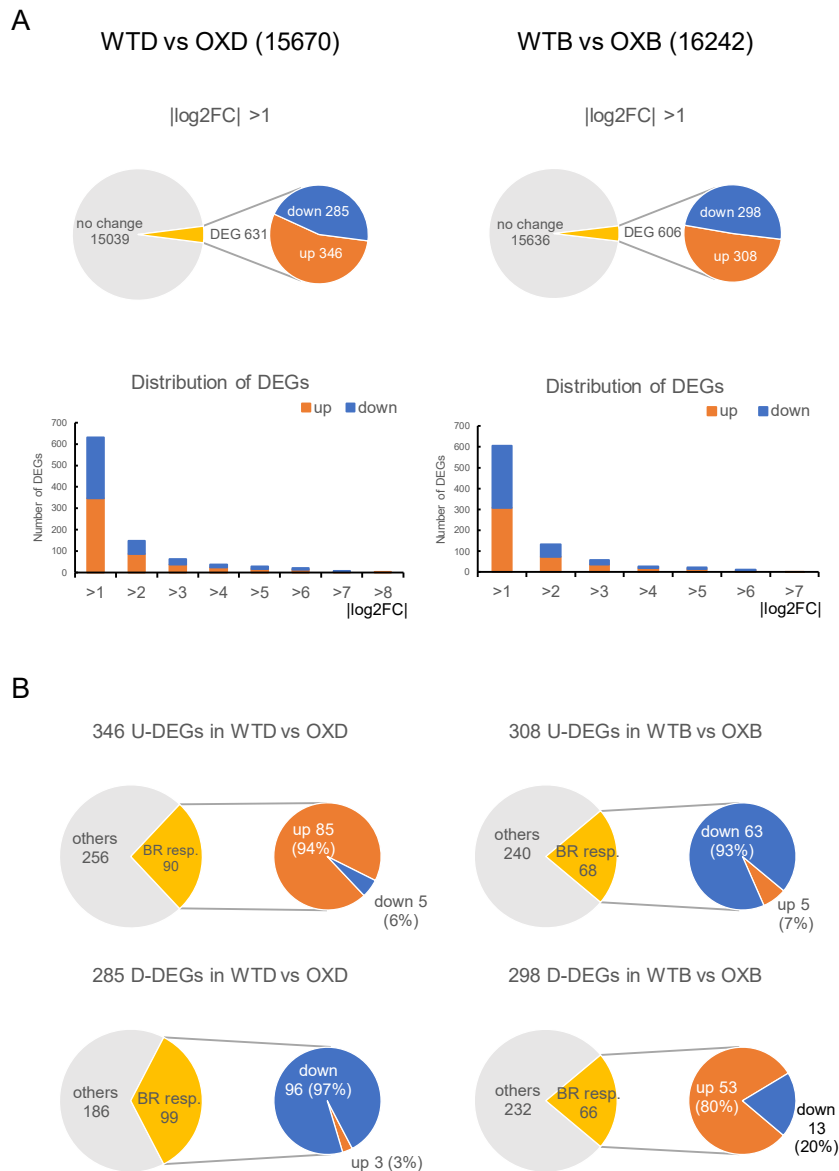 A
WTD vs OXD (15670)
WTB vs OXB (16242)
|log2FC| >1
|log2FC| >1
no change
15039
DEG 631
down 285
up 346
no change
15636
DEG 606
down 298
up 308
Distribution of DEGs
up down
Number of DEGs
700
600
500
400
300
200
100
0
>1 >2 >3 >4 >5 >6 >7 >8
|log2FC|
Distribution of DEGs
up down
Number of DEGs
700
600
500
400
300
200
100
0
>1 >2 >3 >4 >5 >6 >7
|log2FC|
B
346 U-DEGs in WTD vs OXD
others
256
BR resp.
90
up 85
(94%)
down 5
(6%)
308 U-DEGs in WTB vs OXB
others
240
BR resp.
68
down 63
(93%)
up 5
(7%)
285 D-DEGs in WTD vs OXD
others
186
BR resp.
99
down
96 (97%)
up 3 (3%)
298 D-DEGs in WTB vs OXB
others
232
BR resp.
66
up 53
(80%)
down
13
(20%)